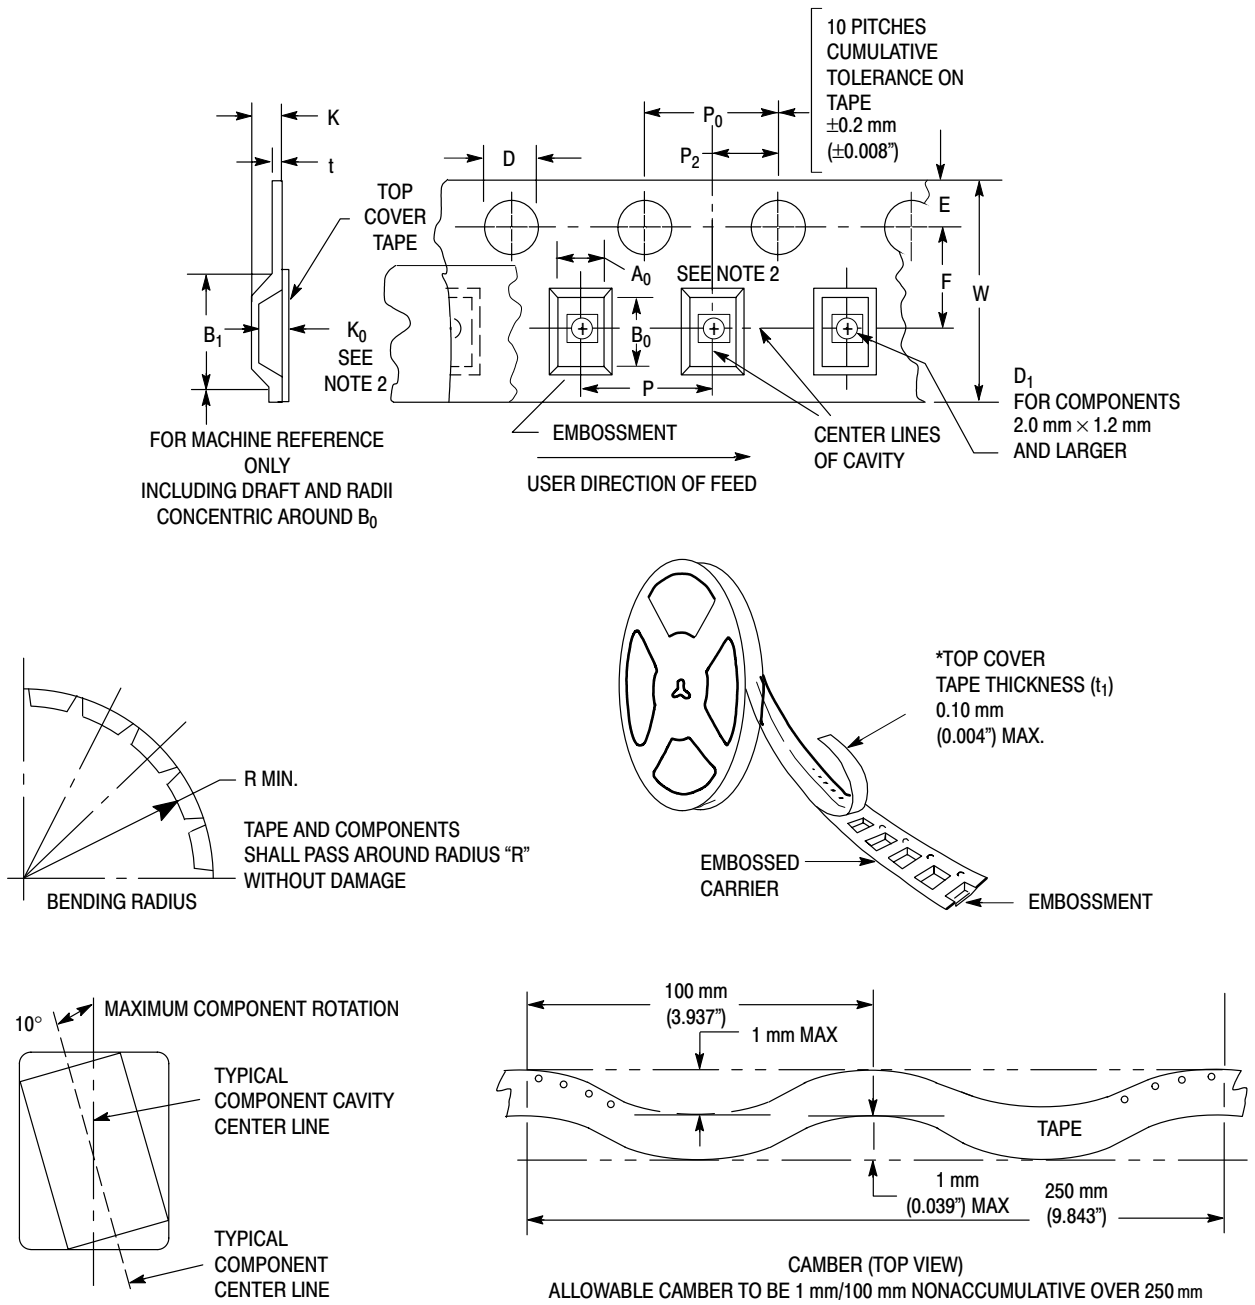 10 PITCHES
CUMULATIVE
TOLERANCE ON
TAPE
±0.2 mm
(±0.008”)
K
P0
t
D
P2
TOP
COVER
TAPE
E
A0
SEE NOTE 2
F
W
B1
K0
SEE
NOTE 2
B0
P
D1
FOR COMPONENTS
2.0 mm × 1.2 mm
AND LARGER
FOR MACHINE REFERENCE
ONLY
INCLUDING DRAFT AND RADII
CONCENTRIC AROUND B0
EMBOSSMENT
CENTER LINES
OF CAVITY
USER DIRECTION OF FEED
R MIN.
TAPE AND COMPONENTS
SHALL PASS AROUND RADIUS “R”
WITHOUT DAMAGE
BENDING RADIUS
*TOP COVER
TAPE THICKNESS (t1)
0.10 mm
(0.004”) MAX.
EMBOSSED
CARRIER
EMBOSSMENT
10°
MAXIMUM COMPONENT ROTATION
TYPICAL
COMPONENT CAVITY
CENTER LINE
TYPICAL
COMPONENT
CENTER LINE
100 mm
(3.937”)
1 mm MAX
TAPE
1 mm
(0.039”) MAX
250 mm
(9.843”)
CAMBER (TOP VIEW)
ALLOWABLE CAMBER TO BE 1 mm/100 mm NONACCUMULATIVE OVER 250 mm